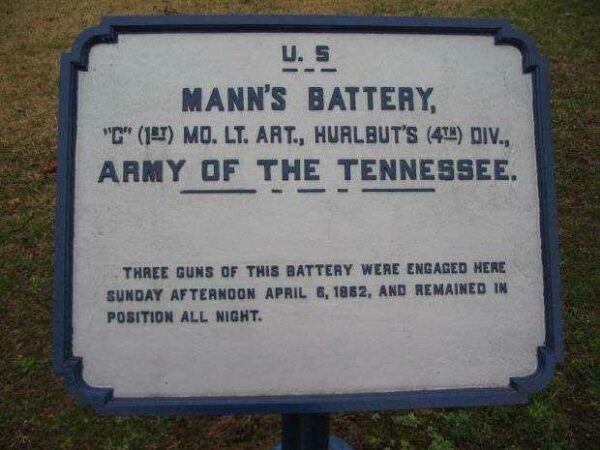 U. S
MANN'S BATTERY,
"C" (1ST) MO. LT. ART., HURLBUT'S (4TH) DIV.,
ARMY OF THE TENNESSEE.
THREE GUNS OF THIS BATTERY WERE ENGAGED HERE
SUNDAY AFTERNOON APRIL 6, 1862, AND REMAINED IN
POSITION ALL NIGHT.